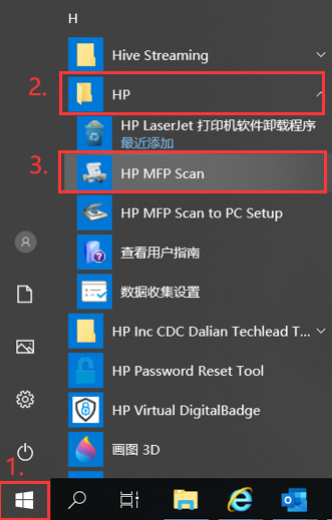 H
Hive Streaming
2.
HP
HP LaserJet 打印机软件卸载程序
最近添加
3.
HP MFP Scan
HP MFP Scan to PC Setup
查看用户指南
数据收集设置
HP Inc CDC Dalian Techlead T...
HP Password Reset Tool
HP Virtual DigitalBadge
画图 3D
1.